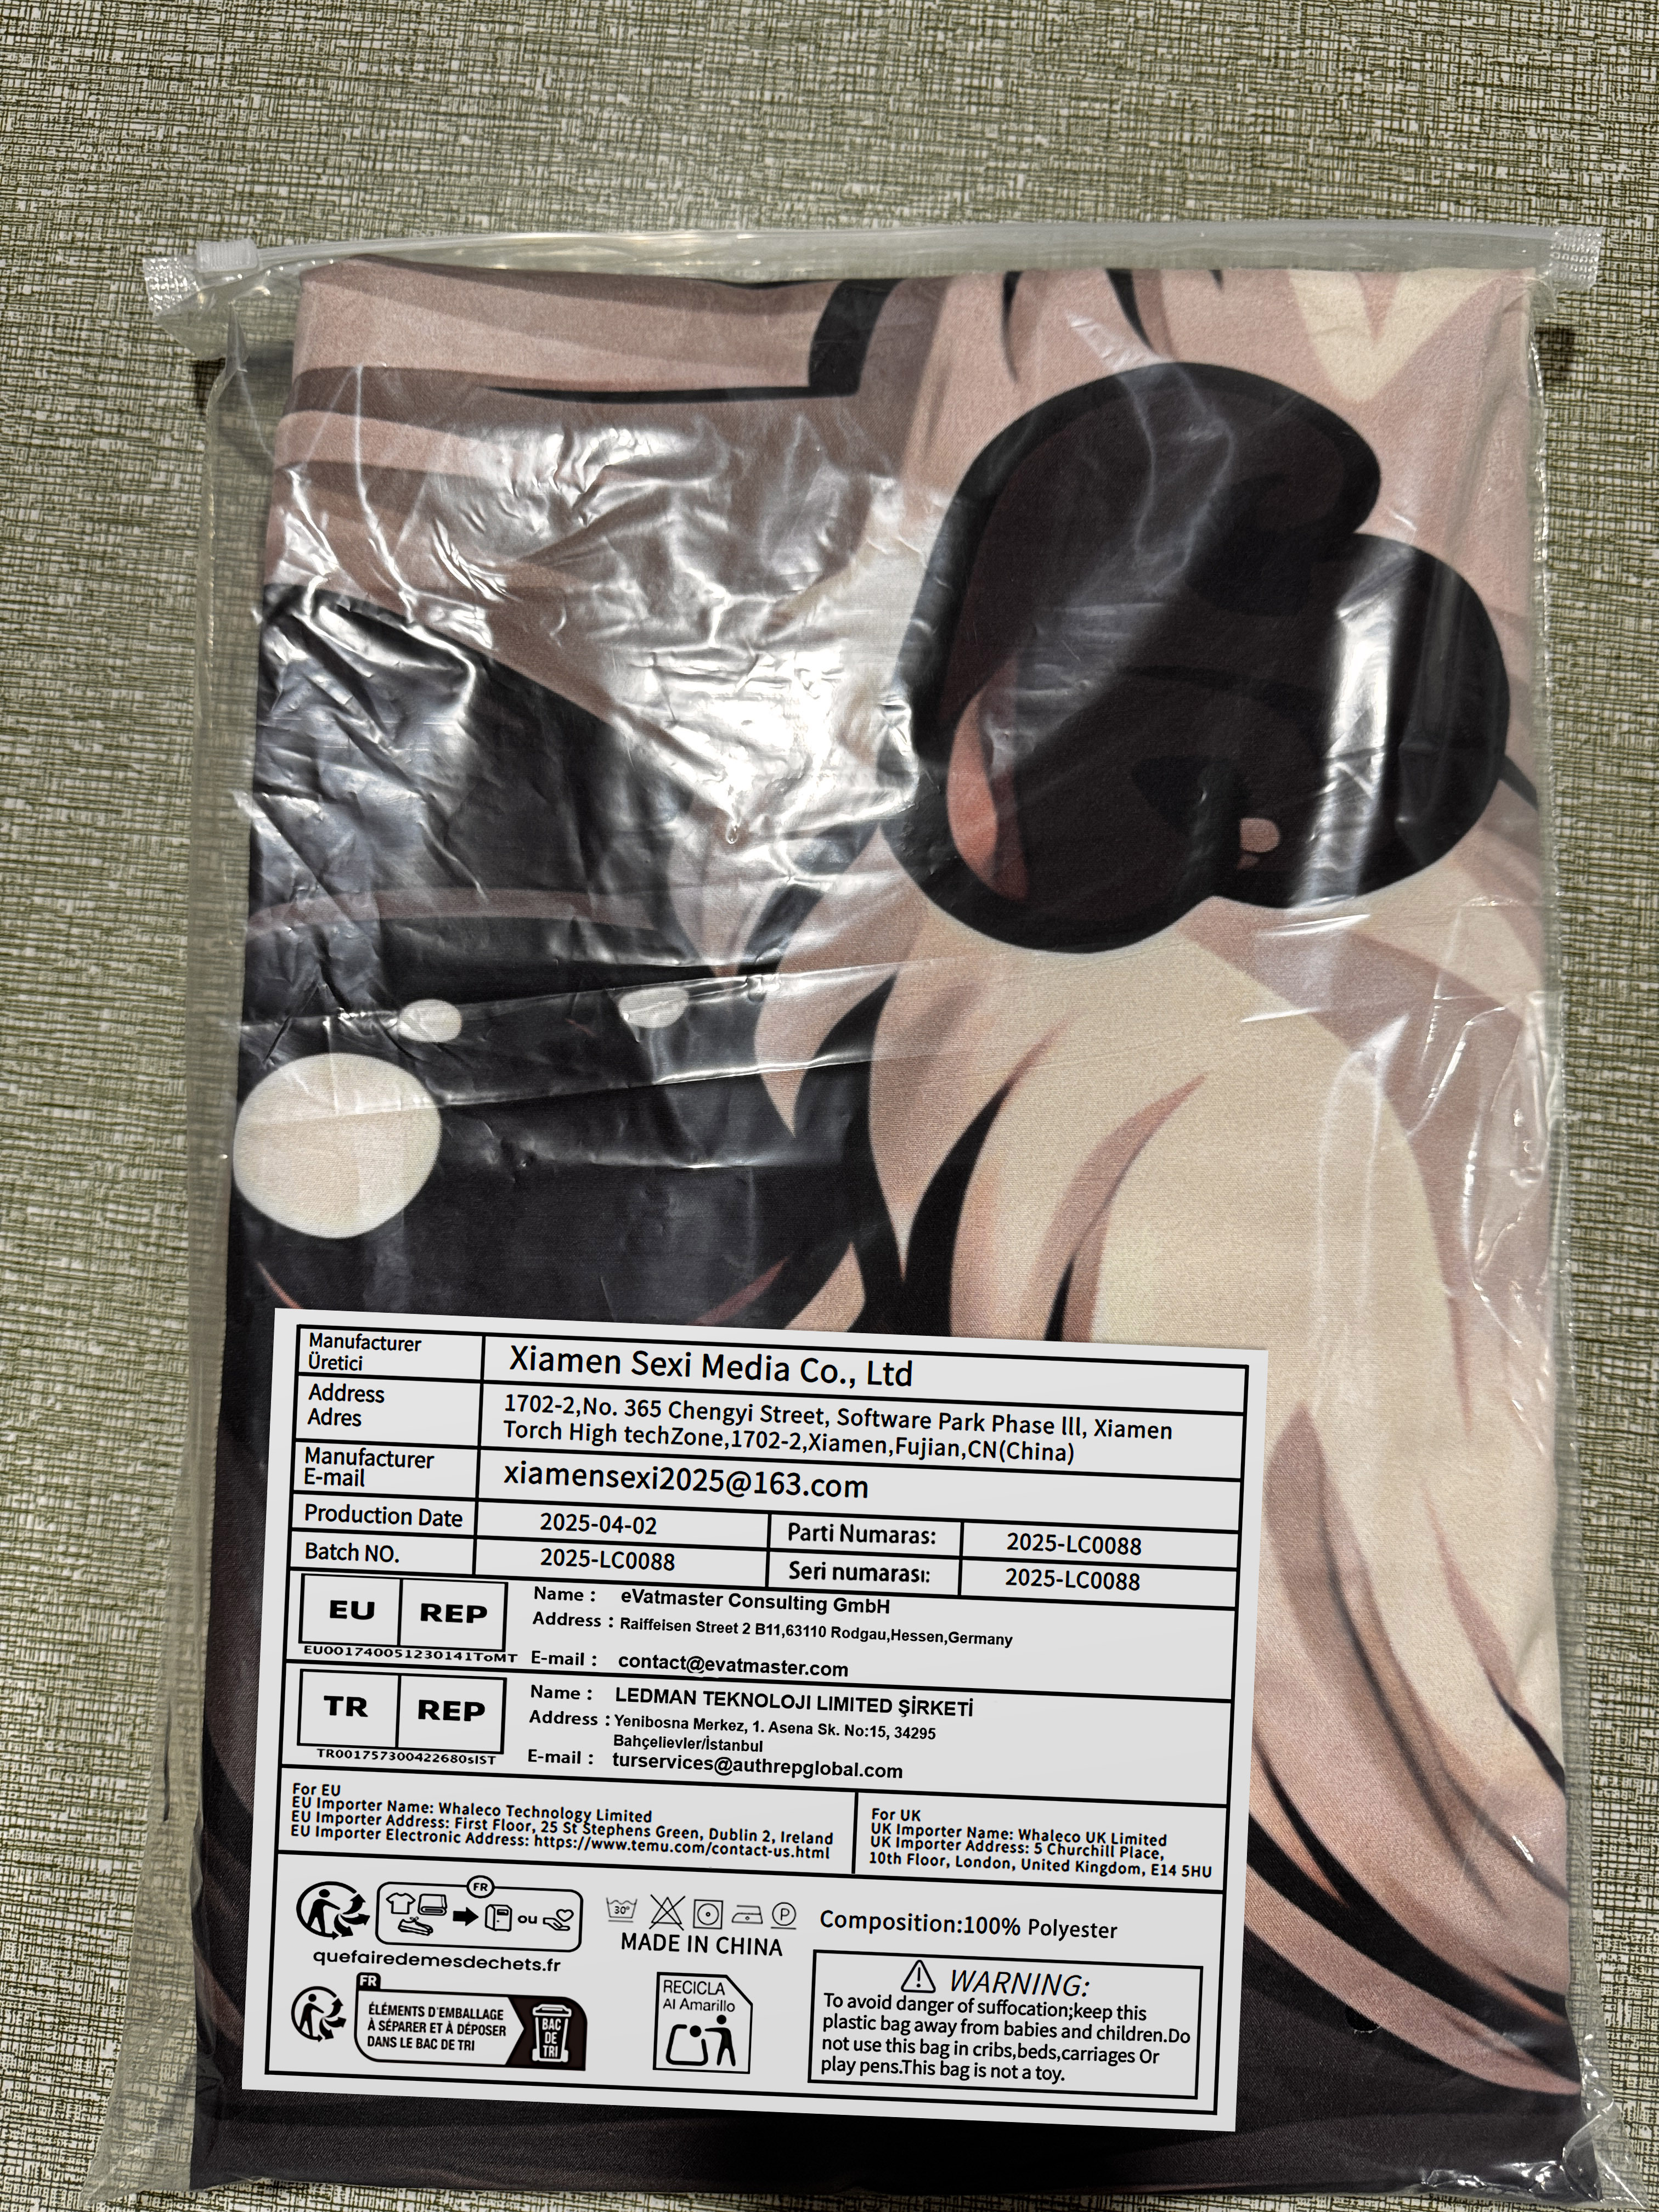 Manufacturer
Üretici
Xiamen Sexi Media Co., Ltd
Address
Adres
1702-2,No. 365 Chengyi Street, Software Park Phase lll, Xiamen
Torch High techZone,1702-2,Xiamen,Fujian,CN(China)
Manufacturer
E-mail
xiamensexi2025@163.com
Production Date
2025-04-02
Parti Numaras:
2025-LC0088
Batch NO.
2025-LC0088
Seri numarası:
2025-LC0088
EU REP
EU001740051230141ToMT
Name : eVatmaster Consulting GmbH
Address : Raiffeisen Street 2 B11,63110 Rodgau,Hessen,Germany
E-mail : contact@evatmaster.com
TR REP
TR001757300422680sIST
Name : LEDMAN TEKNOLOJI LIMITED ŞİRKETİ
Address : Yenibosna Merkez, 1. Asena Sk. No:15, 34295
Bahçelievler/İstanbul
E-mail : turservices@authrepglobal.com
For EU
EU Importer Name: Whaleco Technology Limited
EU Importer Address: First Floor, 25 St Stephens Green, Dublin 2, Ireland
EU Importer Electronic Address: https://www.temu.com/contact-us.html
For UK
UK Importer Name: Whaleco UK Limited
UK Importer Address: 5 Churchill Place,
10th Floor, London, United Kingdom, E14 5HU
FR
ou
quefairedemesdechets.fr
30°
P
MADE IN CHINA
Composition:100% Polyester
FR
ÉLÉMENTS D'EMBALLAGE
À SÉPARER ET À DÉPOSER
DANS LE BAC DE TRI
BAC
DE
TRI
RECICLA
Al Amarillo
WARNING:
To avoid danger of suffocation;keep this
plastic bag away from babies and children.Do
not use this bag in cribs,beds,carriages Or
play pens.This bag is not a toy.